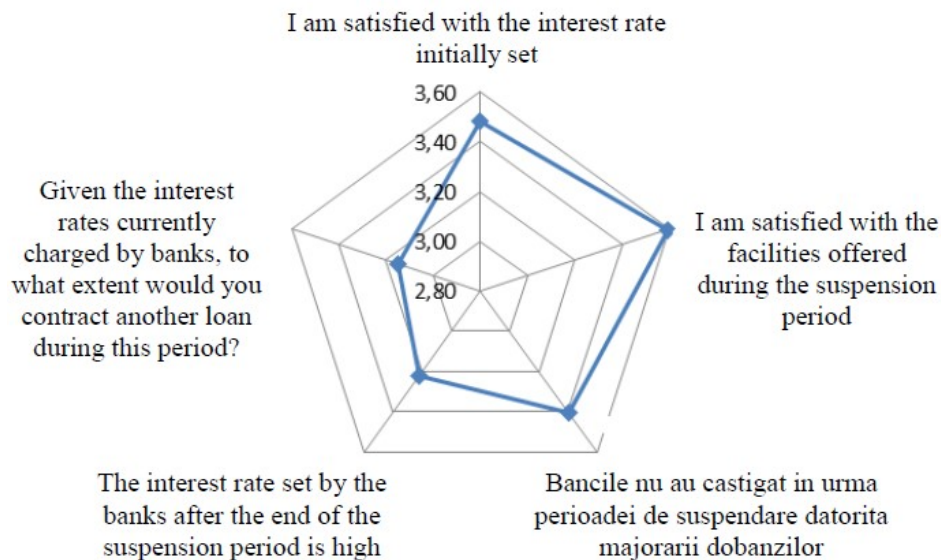 I am satisfied with the interest rate
initially set
3,60
3,40
3,20
3,00
2,80
Given the interest
rates currently
charged by banks, to
what extent would you
contract another loan
during this period?
I am satisfied with the
facilities offered
during the suspension
period
The interest rate set by the
banks after the end of the
suspension period is high
Bancile nu au castigat in urma
perioadei de suspendare datorita
majorarii dobanzilor